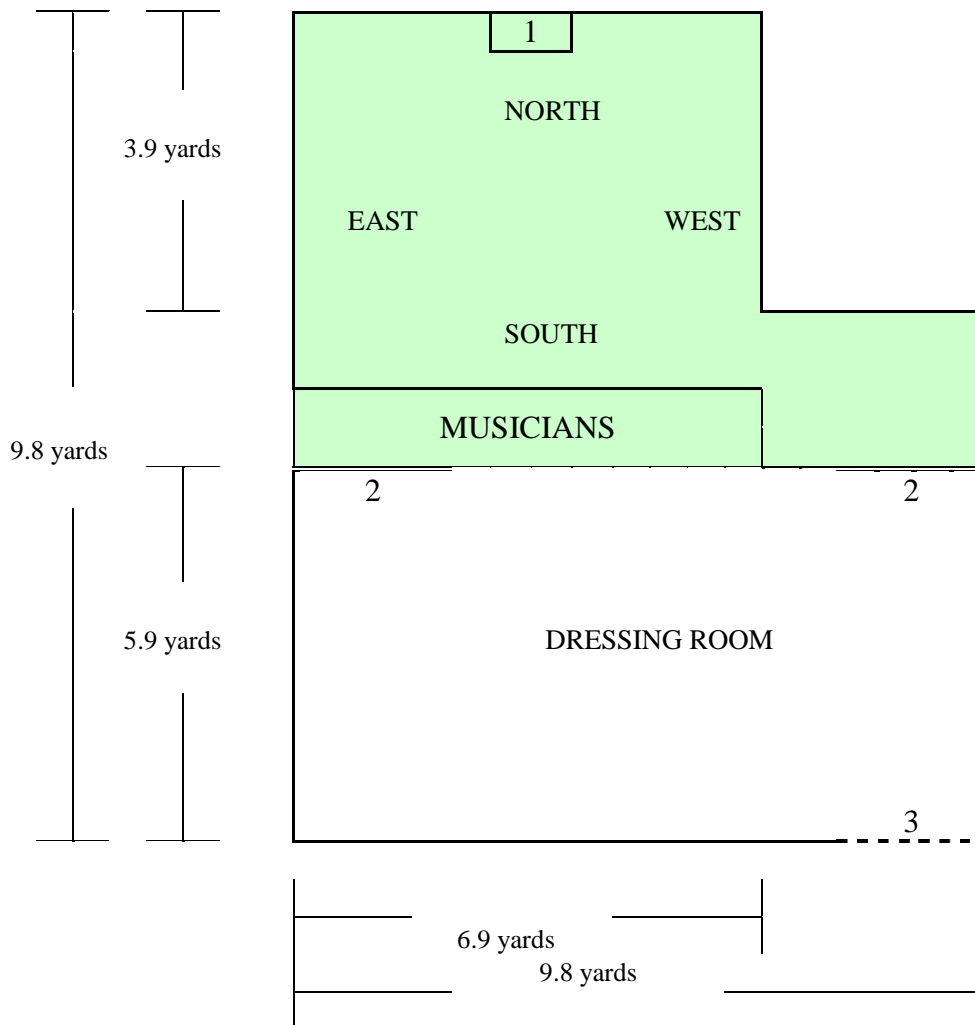 1
NORTH
3.9 yards
EAST WEST
SOUTH
MUSICIANS
9.8 yards
2 2
5.9 yards
DRESSING ROOM
3
6.9 yards
9.8 yards